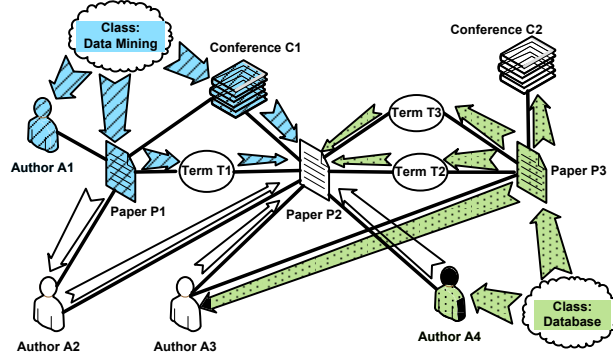 Class:
Data Mining
Conference C1
Conference C2
Term T3
Author A1
Term T1
Term T2
Paper P3
Paper P1
Paper P2
Class:
Database
Author A2
Author A3
Author A4